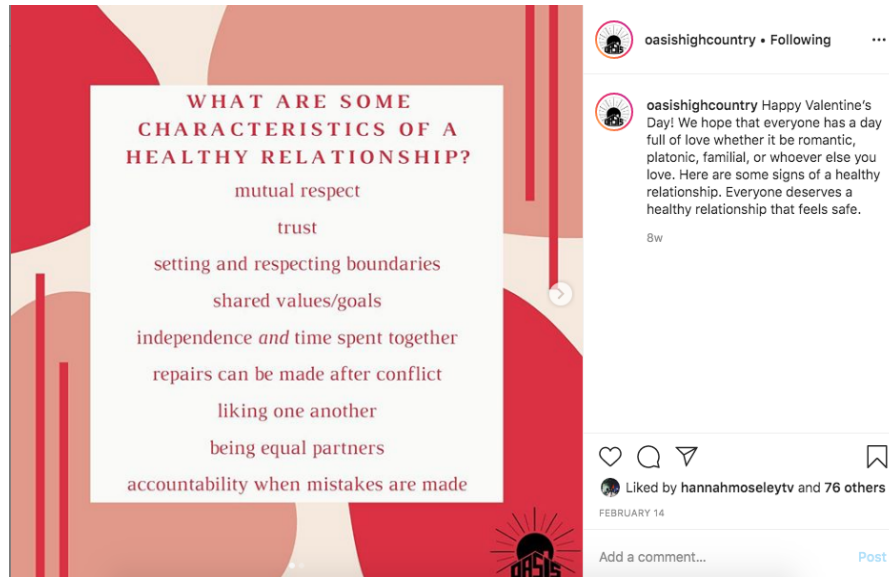 WHAT ARE SOME
CHARACTERISTICS OF A
HEALTHY RELATIONSHIP?
mutual respect
trust
setting and respecting boundaries
shared values/goals
independence and time spent together
repairs can be made after conflict
liking one another
being equal partners
accountability when mistakes are made
OASIS
oasishighcountry • Following
oasishighcountry Happy Valentine's
Day! We hope that everyone has a day
full of love whether it be romantic,
platonic, familial, or whoever else you
love. Here are some signs of a healthy
relationship. Everyone deserves a
healthy relationship that feels safe.
8w
Liked by hannahmoseleytv and 76 others
FEBRUARY 14
Add a comment...
Post